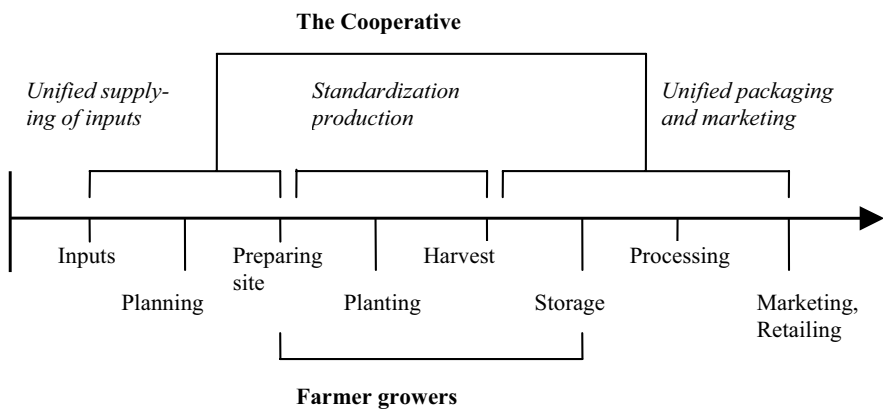 The Cooperative
Unified supply-
ing of inputs
Standardization
production
Unified packaging
and marketing
Inputs
Preparing
site
Harvest
Processing
Planning
Planting
Storage
Marketing,
Retailing
Farmer growers